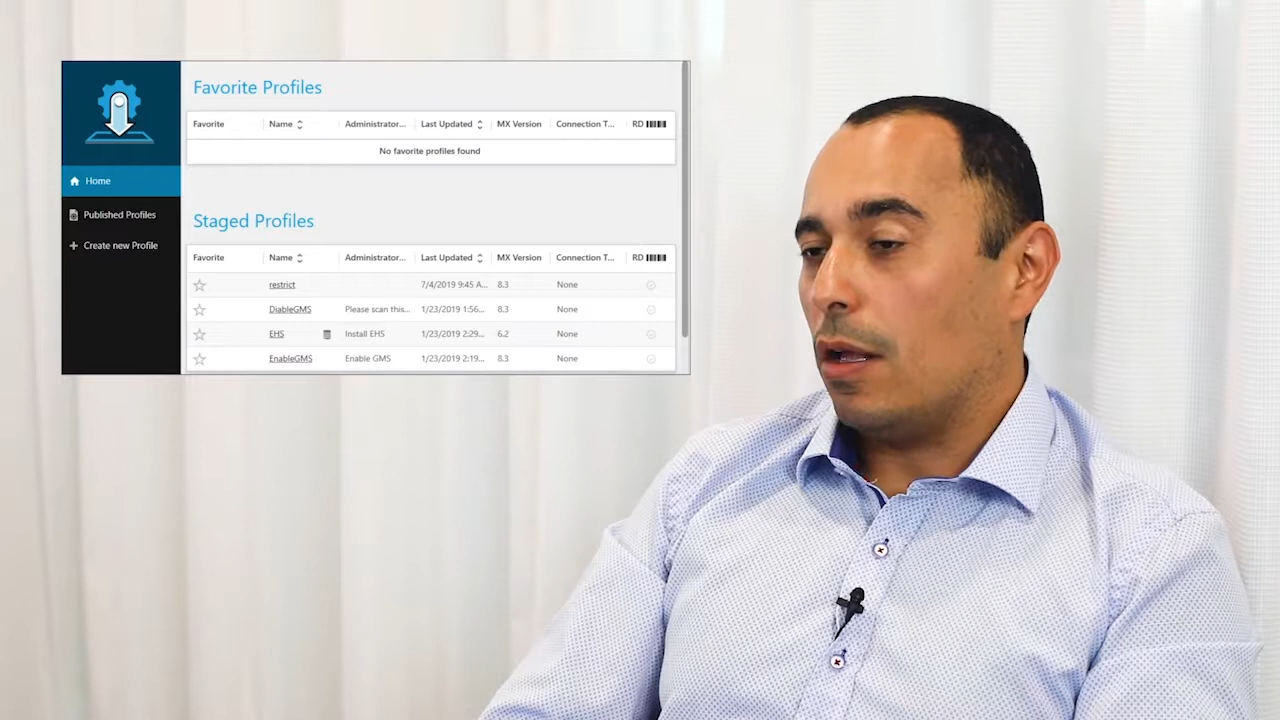 Favorite Profiles
Favorite Name Administrator... Last Updated MX Version Connection T... RD
No favorite profiles found
Home
Published Profiles
Create new Profile
Staged Profiles
Favorite Name Administrator... Last Updated MX Version Connection T... RD
restrict 7/4/2019 9:45 A... 8.3 None
DiableGMS Please scan this... 1/23/2019 1:56... 8.3 None
EHS Install EHS 1/23/2019 2:29... 6.2 None
EnableGMS Enable GMS 1/23/2019 2:19... 8.3 None